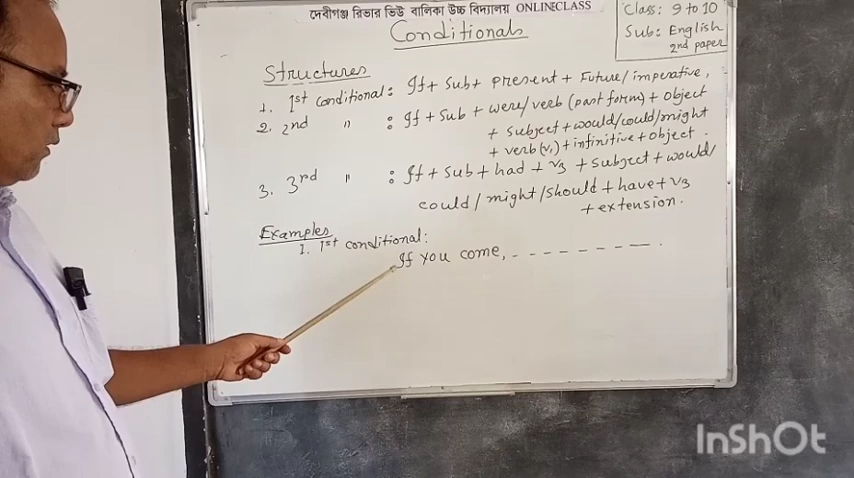 দেবীগঞ্জ রিভার ভিউ বালিকা উচ্চ বিদ্যালয় ONLINECLASS
Class: 9 to 10
Sub: English
2nd paper
Conditionals
Structures
1. 1st conditional: If + Sub + present + Future/imperative,
2. 2nd " : If + Sub + were/verb (past form) + object
+ subject + would/could/might
+ verb (v1) + infinitive + object.
3. 3rd " : If + Sub + had + v3 + subject + would/
could/might/should + have + v3
+ extension.
Examples
1. 1st conditional:
If you come, - - - - - - - - .
InShOt